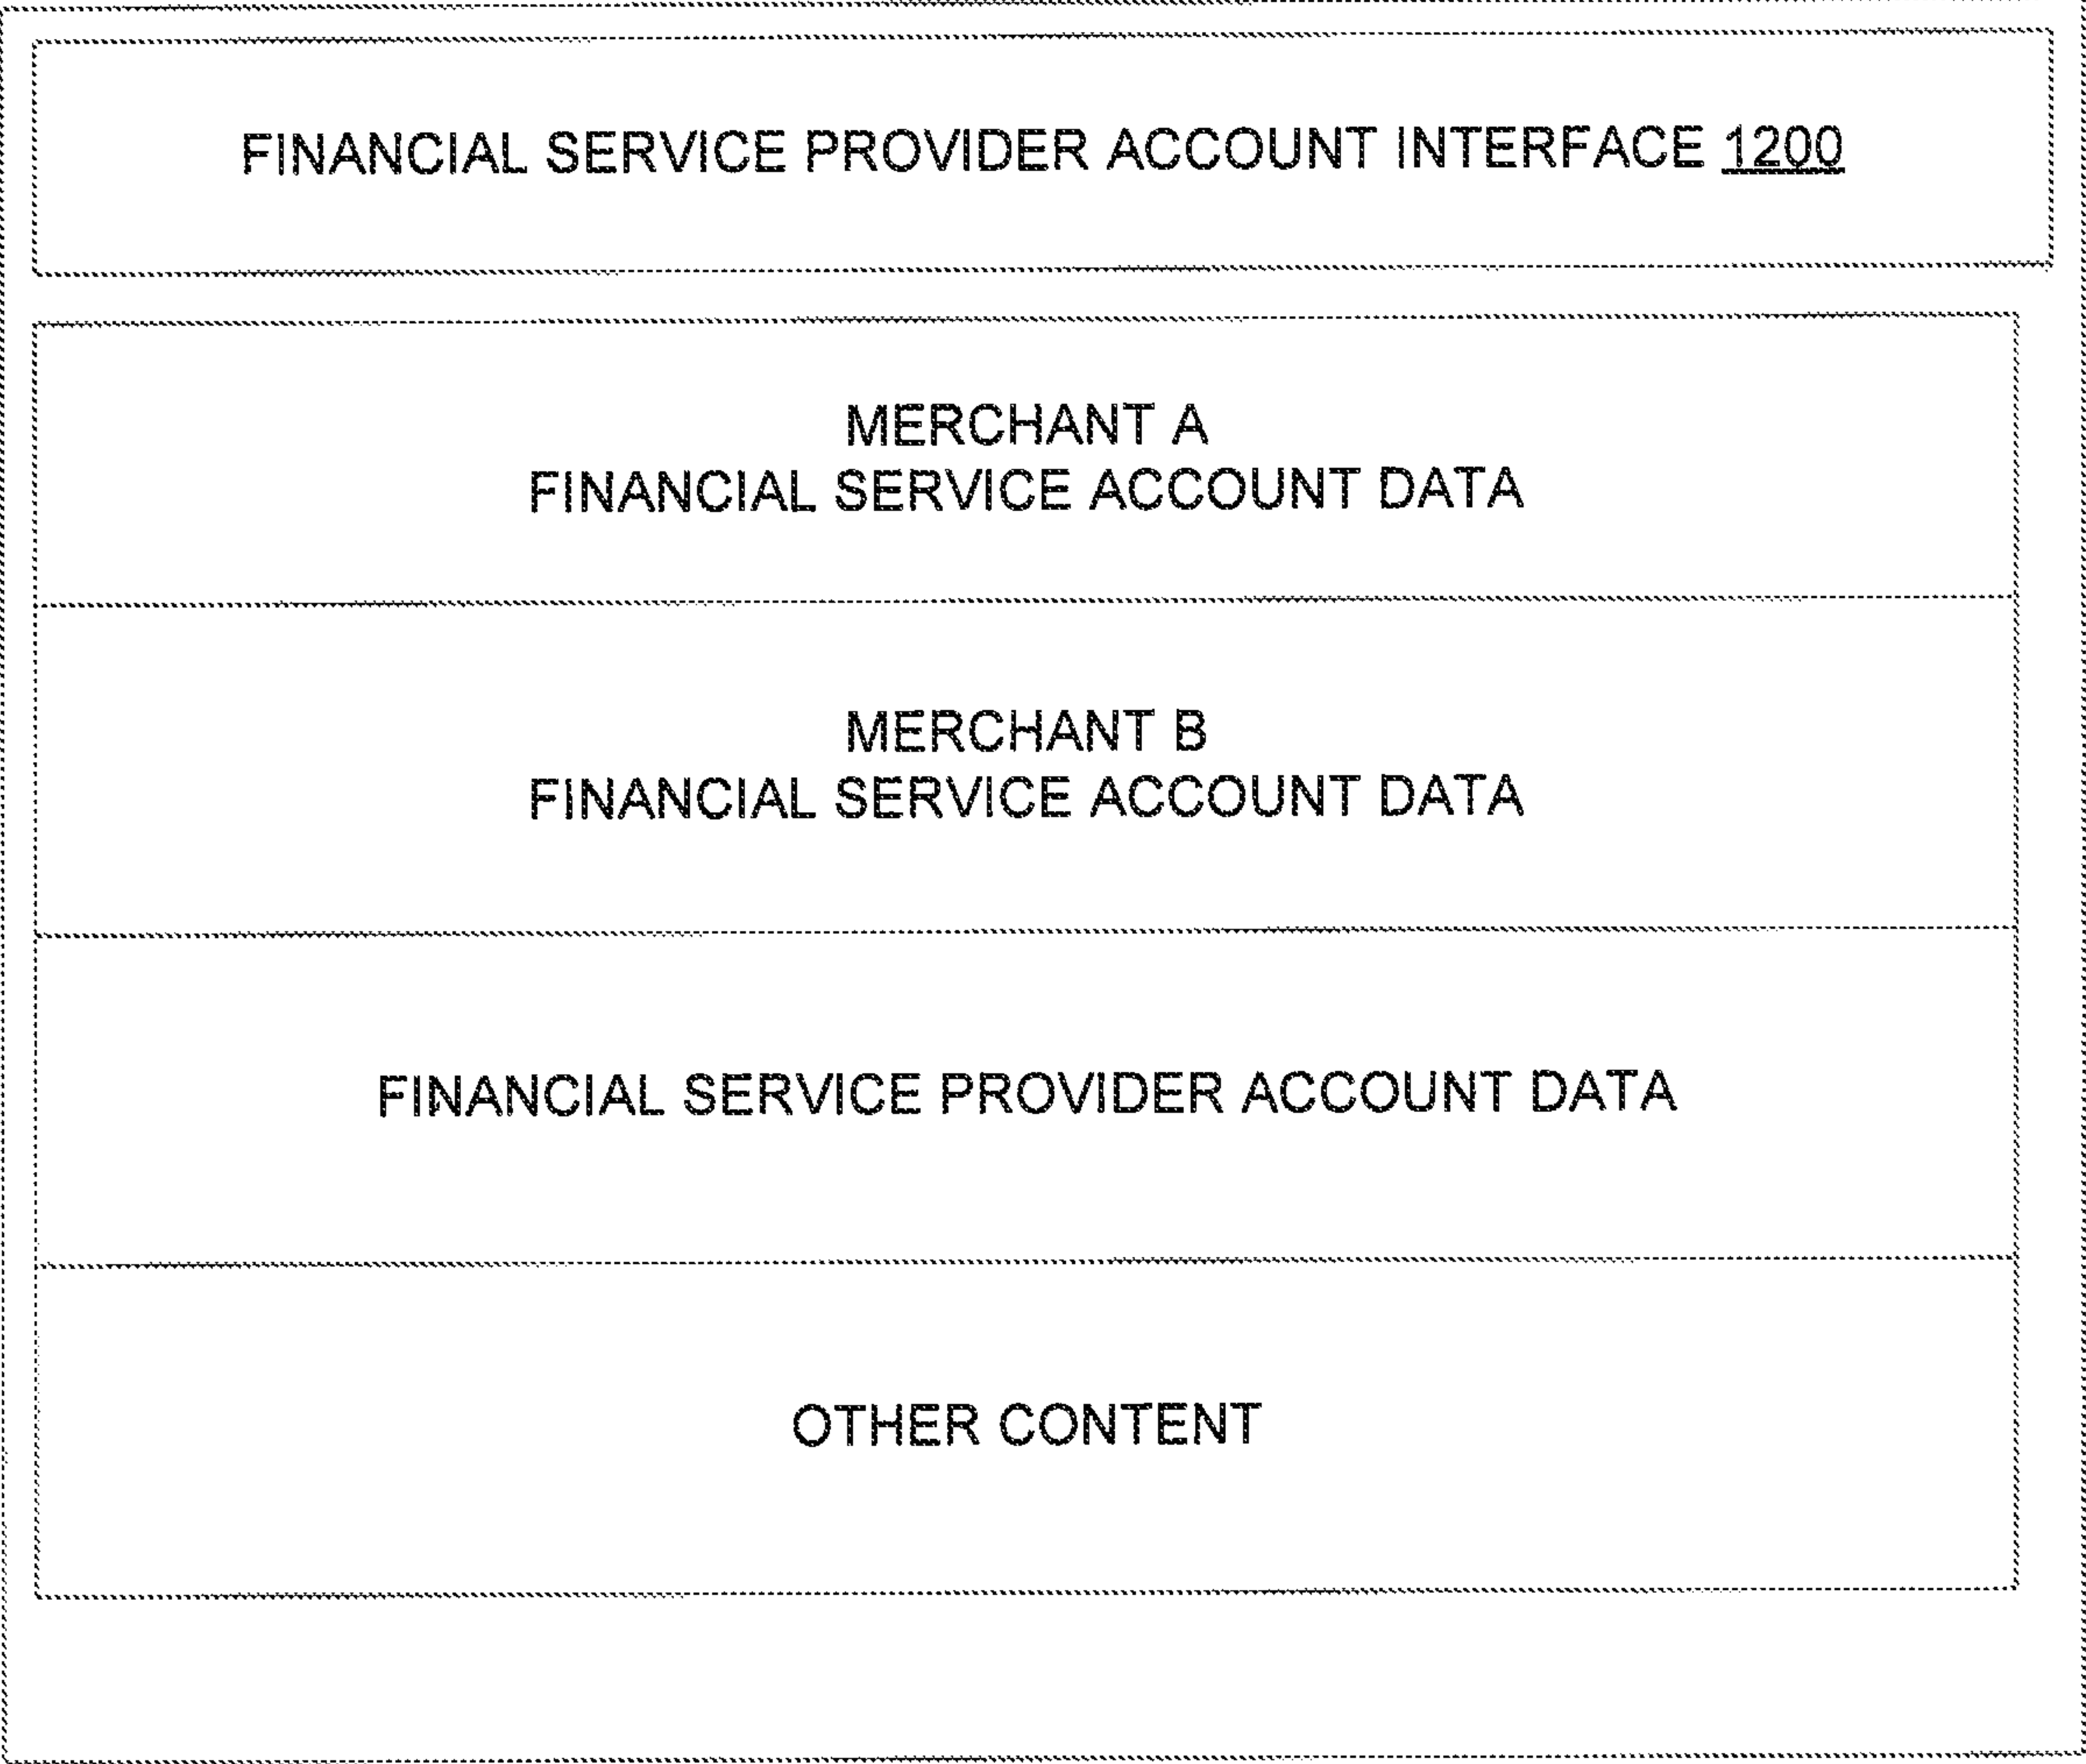 FINANCIAL SERVICE PROVIDER ACCOUNT INTERFACE 1200
MERCHANT A
FINANCIAL SERVICE ACCOUNT DATA
MERCHANT B
FINANCIAL SERVICE ACCOUNT DATA
FINANCIAL SERVICE PROVIDER ACCOUNT DATA
OTHER CONTENT